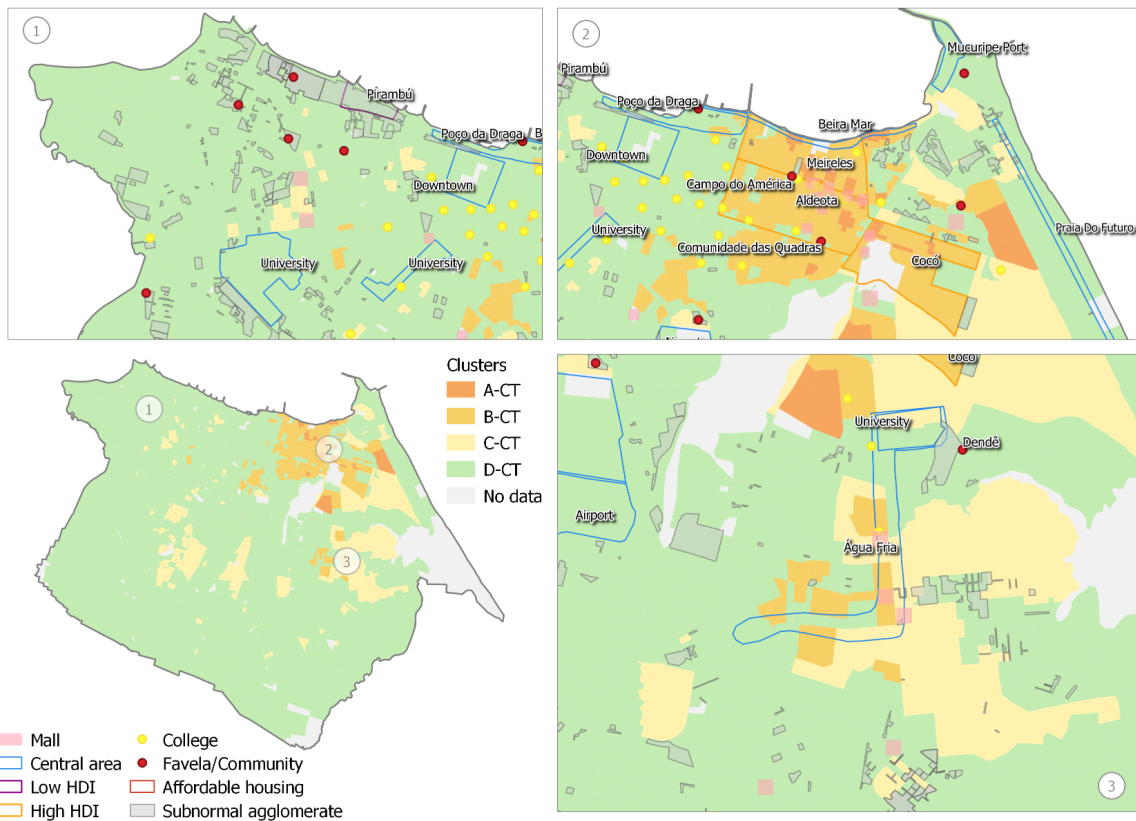 1
Pirambú
Poço da Draga / B
Downtown
University
University
2
Mucuripe Port
Pirambú
Poço da Draga
Beira Mar
Downtown
Meireles
Campo do América
Aldeota
University
Praia Do Futuro
Comunidade das Quadras
Cocó
1
2
3
Clusters
A-CT
B-CT
C-CT
D-CT
No data
Cocó
University
Dendê
Airport
Água Fria
3
Mall
College
Central area
Favela/Community
Low HDI
Affordable housing
High HDI
Subnormal agglomerate